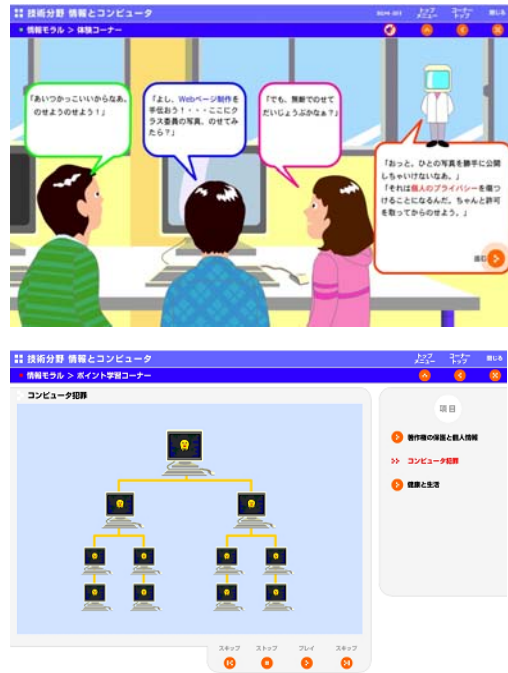 技術分野 情報とコンピュータ
トップ
メニュー
コーナー
トップ
閉じる
情報モラル > 体験コーナー
「あいつかっこいいからなあ。
のせようのせよう！」
「よし、Webページ制作を
手伝おう！・・・ここにク
ラス委員の写真、のせてみ
たら？」
「でも、無断でのせて
だいじょうぶかなぁ？」
「おっと。ひとの写真を勝手に公開
しちゃいけないなあ。」
「それは個人のプライバシーを傷つ
けることになるんだ。ちゃんと許可
を取ってからのせよう。」
進む
技術分野 情報とコンピュータ
トップ
メニュー
コーナー
トップ
閉じる
情報モラル > ポイント学習コーナー
コンピュータ犯罪
項目
著作権の保護と個人情報
コンピュータ犯罪
健康と生活
スキップ
ストップ
プレイ
スキップ